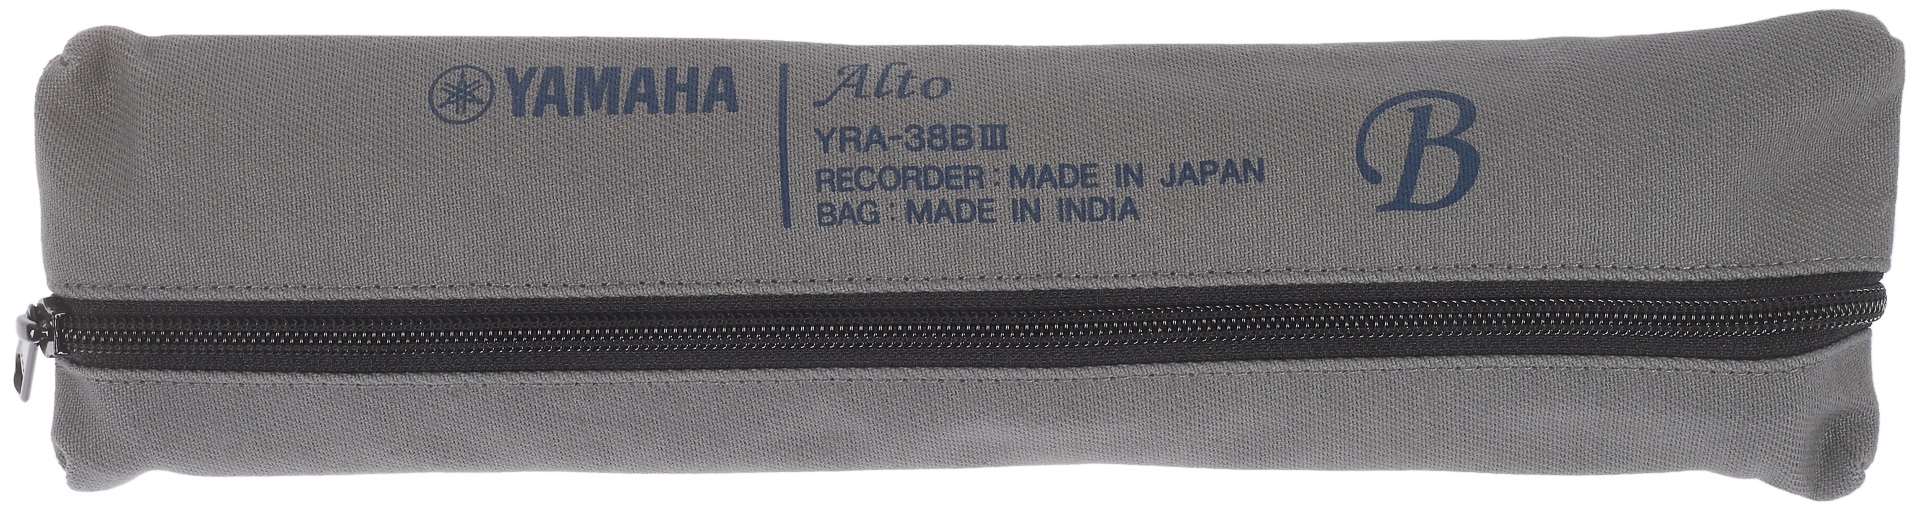 YAMAHA
Alto
YRA-38BⅢ
RECORDER: MADE IN JAPAN
BAG: MADE IN INDIA
B